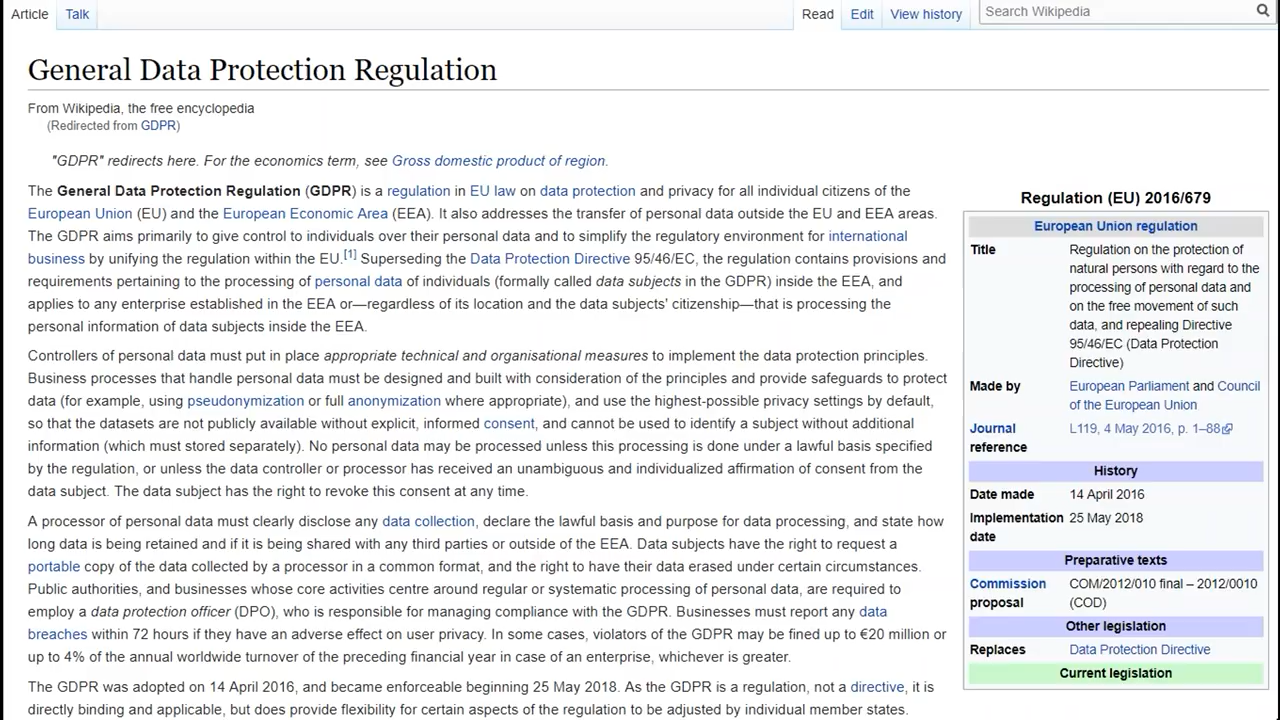 Article
Talk
Read
Edit
View history
Search Wikipedia
General Data Protection Regulation
From Wikipedia, the free encyclopedia
(Redirected from GDPR)
"GDPR" redirects here. For the economics term, see Gross domestic product of region.
The General Data Protection Regulation (GDPR) is a regulation in EU law on data protection and privacy for all individual citizens of the
European Union (EU) and the European Economic Area (EEA). It also addresses the transfer of personal data outside the EU and EEA areas.
The GDPR aims primarily to give control to individuals over their personal data and to simplify the regulatory environment for international
business by unifying the regulation within the EU.[1] Superseding the Data Protection Directive 95/46/EC, the regulation contains provisions and
requirements pertaining to the processing of personal data of individuals (formally called data subjects in the GDPR) inside the EEA, and
applies to any enterprise established in the EEA or—regardless of its location and the data subjects' citizenship—that is processing the
personal information of data subjects inside the EEA.
Controllers of personal data must put in place appropriate technical and organisational measures to implement the data protection principles.
Business processes that handle personal data must be designed and built with consideration of the principles and provide safeguards to protect
data (for example, using pseudonymization or full anonymization where appropriate), and use the highest-possible privacy settings by default,
so that the datasets are not publicly available without explicit, informed consent, and cannot be used to identify a subject without additional
information (which must stored separately). No personal data may be processed unless this processing is done under a lawful basis specified
by the regulation, or unless the data controller or processor has received an unambiguous and individualized affirmation of consent from the
data subject. The data subject has the right to revoke this consent at any time.
A processor of personal data must clearly disclose any data collection, declare the lawful basis and purpose for data processing, and state how
long data is being retained and if it is being shared with any third parties or outside of the EEA. Data subjects have the right to request a
portable copy of the data collected by a processor in a common format, and the right to have their data erased under certain circumstances.
Public authorities, and businesses whose core activities centre around regular or systematic processing of personal data, are required to
employ a data protection officer (DPO), who is responsible for managing compliance with the GDPR. Businesses must report any data
breaches within 72 hours if they have an adverse effect on user privacy. In some cases, violators of the GDPR may be fined up to €20 million or
up to 4% of the annual worldwide turnover of the preceding financial year in case of an enterprise, whichever is greater.
The GDPR was adopted on 14 April 2016, and became enforceable beginning 25 May 2018. As the GDPR is a regulation, not a directive, it is
directly binding and applicable, but does provide flexibility for certain aspects of the regulation to be adjusted by individual member states.
Regulation (EU) 2016/679
European Union regulation
Title Regulation on the protection of
natural persons with regard to the
processing of personal data and
on the free movement of such
data, and repealing Directive
95/46/EC (Data Protection
Directive)
Made by European Parliament and Council
of the European Union
Journal L119, 4 May 2016, p. 1–88
reference
History
Date made 14 April 2016
Implementation 25 May 2018
date
Preparative texts
Commission COM/2012/010 final – 2012/0010
proposal (COD)
Other legislation
Replaces Data Protection Directive
Current legislation